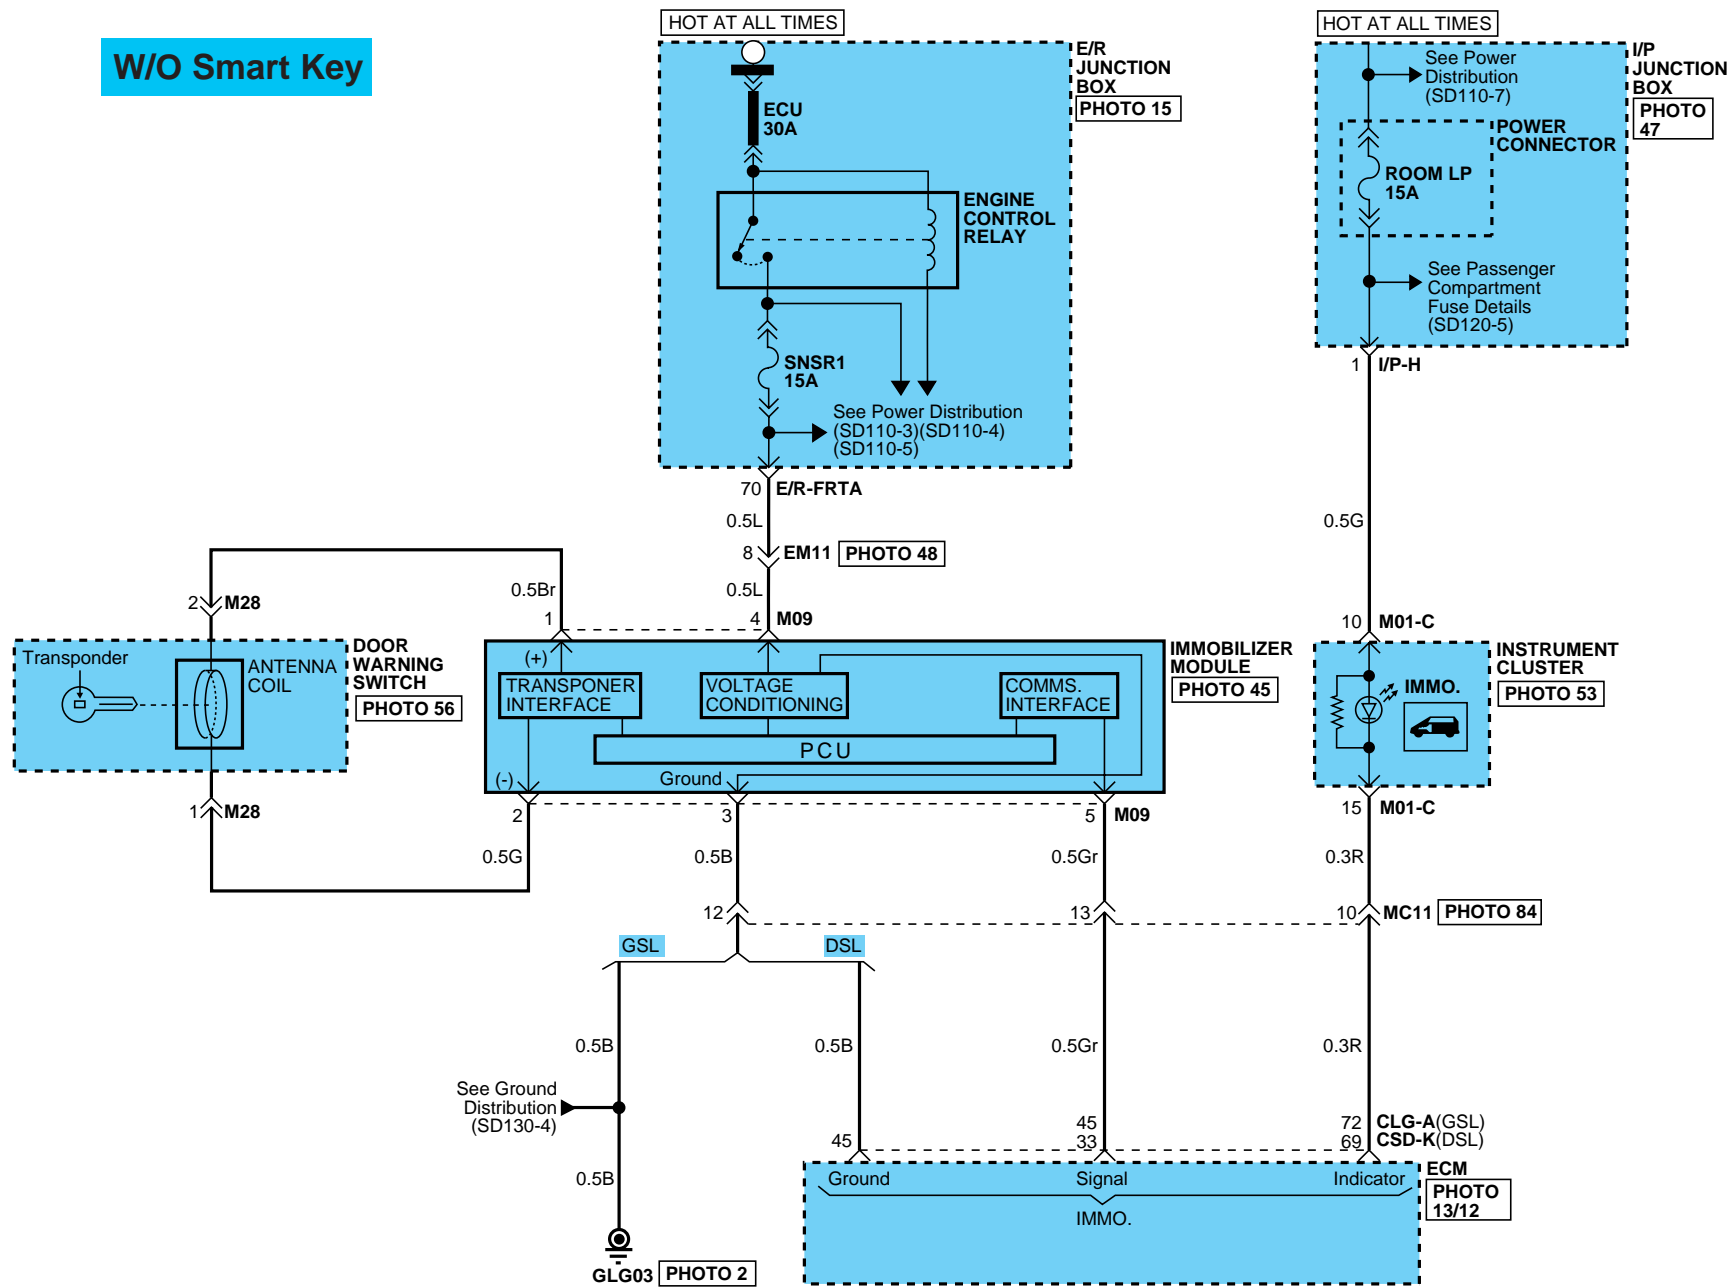 W/O Smart Key
HOT AT ALL TIMES
E/R
JUNCTION
BOX
PHOTO 15
ECU
30A
ENGINE
CONTROL
RELAY
SNSR1
15A
See Power Distribution
(SD110-3)(SD110-4)
(SD110-5)
70 E/R-FRTA
0.5L
8 EM11 PHOTO 48
0.5L
4 M09
HOT AT ALL TIMES
I/P
JUNCTION
BOX
PHOTO
47
See Power
Distribution
(SD110-7)
POWER
CONNECTOR
ROOM LP
15A
See Passenger
Compartment
Fuse Details
(SD120-5)
1 I/P-H
0.5G
10 M01-C
0.5Br
1
2 M28
DOOR
WARNING
SWITCH
PHOTO 56
Transponder
ANTENNA
COIL
1 M28
IMMOBILIZER
MODULE
PHOTO 45
(+)
TRANSPONER
INTERFACE
VOLTAGE
CONDITIONING
COMMS.
INTERFACE
PCU
(-)
Ground
INSTRUMENT
CLUSTER
PHOTO 53
IMMO.
2
3
5 M09
15 M01-C
0.5G
0.5B
0.5Gr
0.3R
12
13
10 MC11 PHOTO 84
GSL
DSL
0.5B
0.5B
0.5Gr
0.3R
See Ground
Distribution
(SD130-4)
0.5B
GLG03 PHOTO 2
45
45
33
72 CLG-A(GSL)
69 CSD-K(DSL)
ECM
PHOTO
13/12
Ground
Signal
Indicator
IMMO.